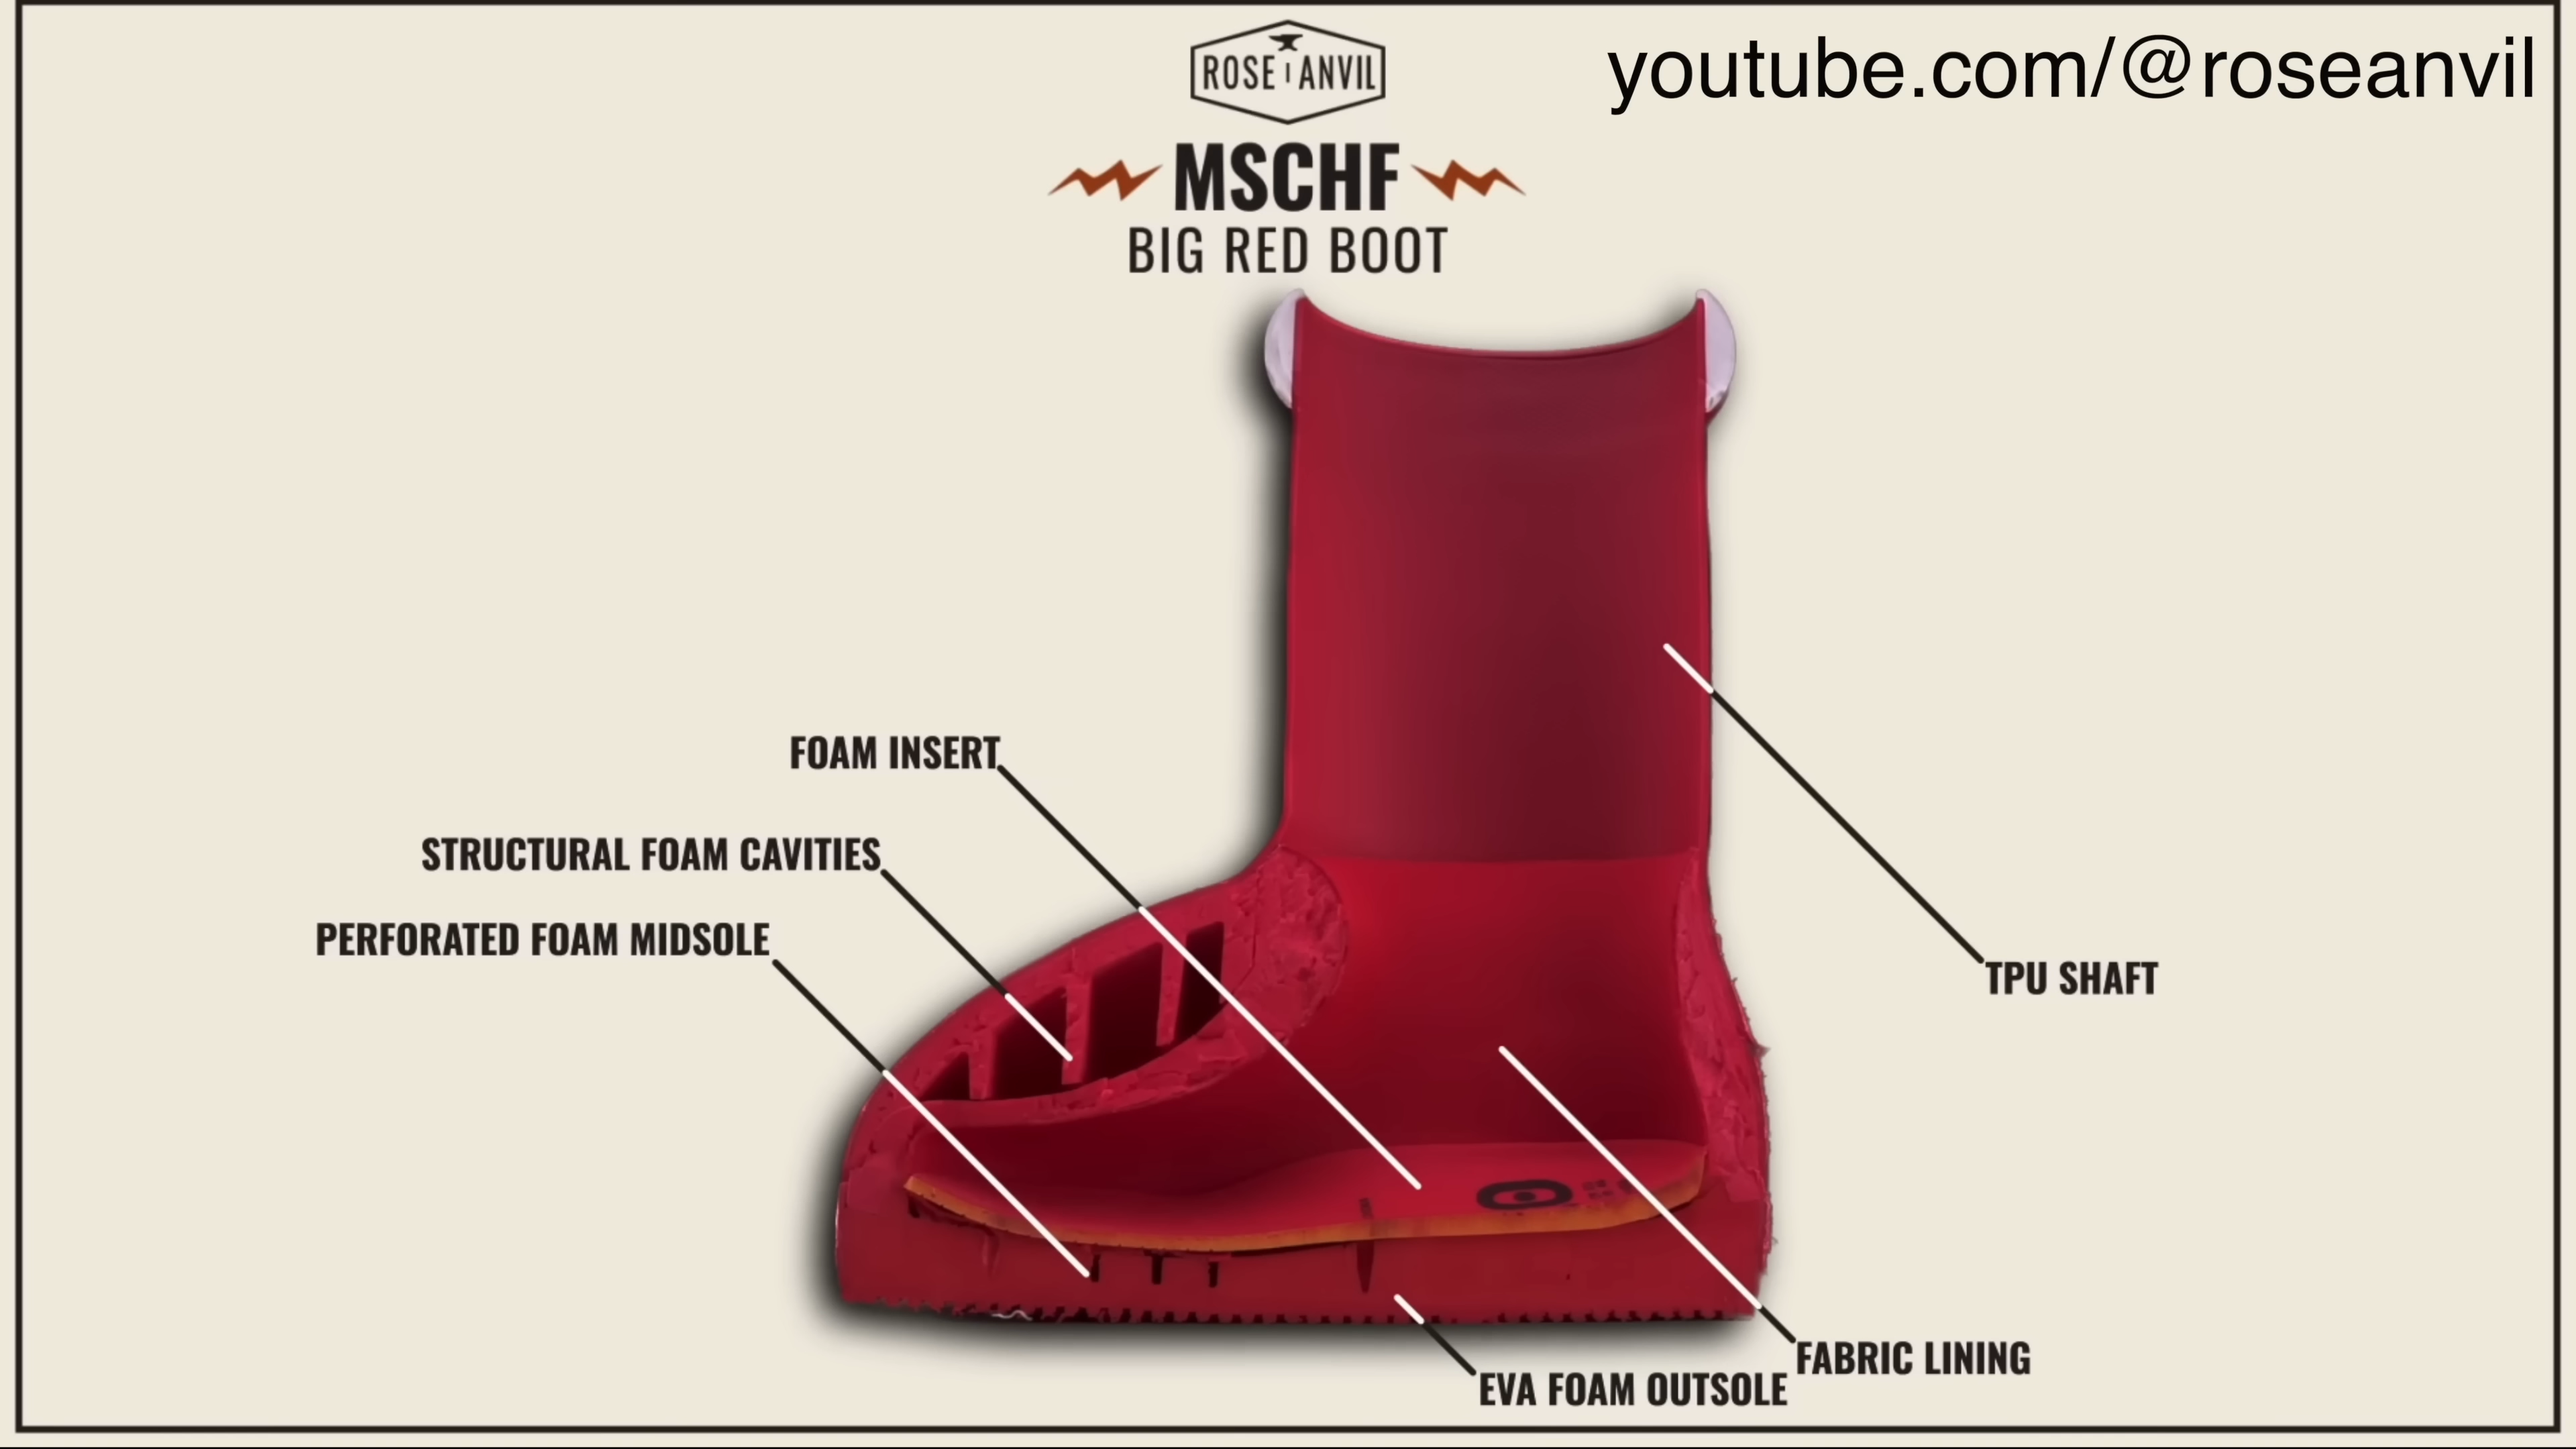 ROSE ANVIL
youtube.com/@roseanvil
MSCHF
BIG RED BOOT
FOAM INSERT
STRUCTURAL FOAM CAVITIES
PERFORATED FOAM MIDSOLE
TPU SHAFT
FABRIC LINING
EVA FOAM OUTSOLE